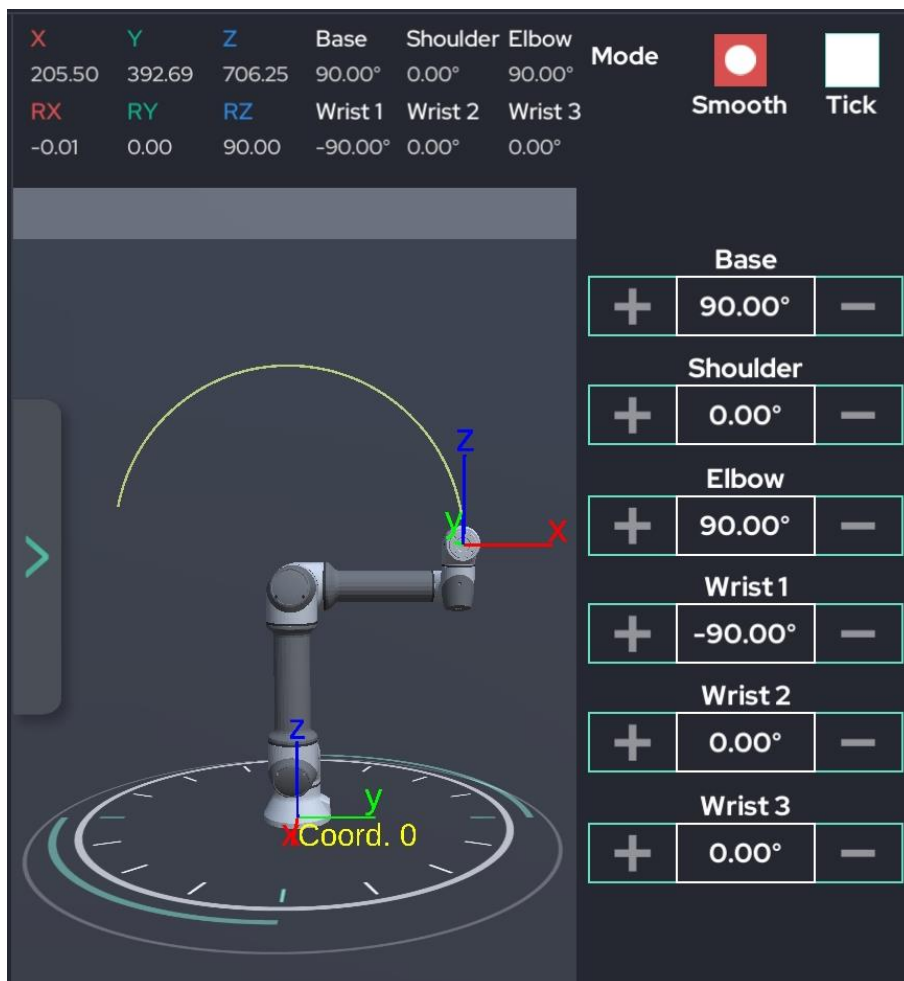 X Y Z Base Shoulder Elbow
205.50 392.69 706.25 90.00° 0.00° 90.00°
RX RY RZ Wrist 1 Wrist 2 Wrist 3
-0.01 0.00 90.00 -90.00° 0.00° 0.00°
Mode
Smooth Tick
Base
+ 90.00° −
Shoulder
+ 0.00° −
Elbow
+ 90.00° −
Wrist 1
+ -90.00° −
Wrist 2
+ 0.00° −
Wrist 3
+ 0.00° −
>
z
y x
z
y
x Coord. 0